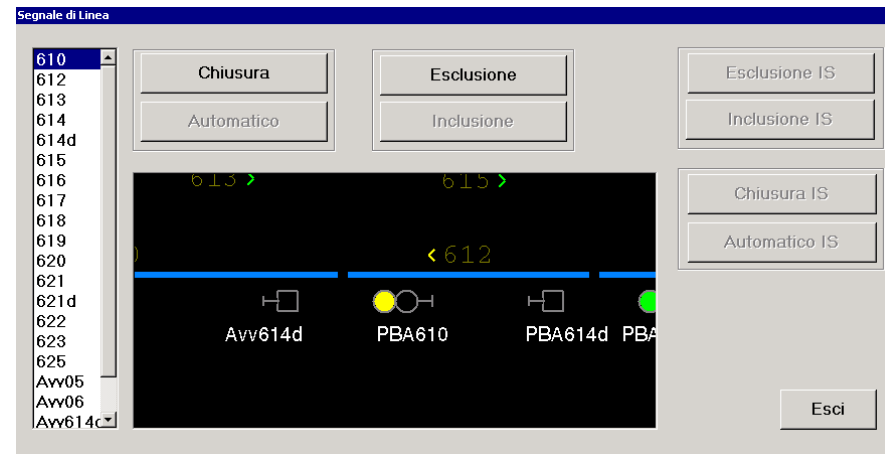 Segnale di Linea
610
612
613
614
614d
615
616
617
618
619
620
621
621d
622
623
625
Avv05
Avv06
Avv614d
Chiusura
Automatico
Esclusione
Inclusione
Esclusione IS
Inclusione IS
Chiusura IS
Automatico IS
613 >
615 >
<612
Avv614d
PBA610
PBA614d
PBA
Esci